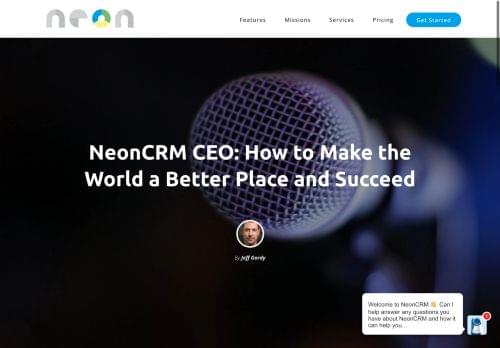 neon
Features Missions Services Pricing Get Started
NeonCRM CEO: How to Make the
World a Better Place and Succeed
By Jeff Gordy
Welcome to NeonCRM 👋 Can I
help answer any questions you
have about NeonCRM and how it
can help you...
1